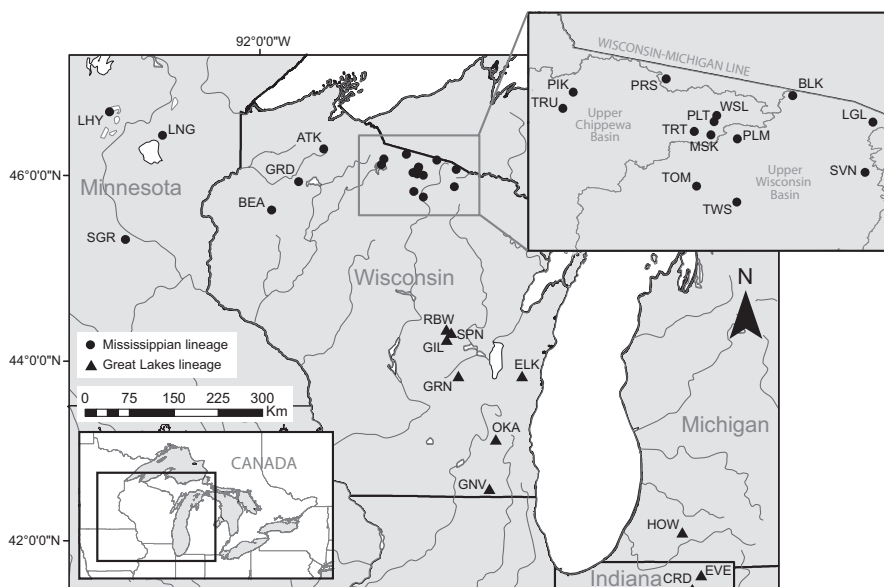 92°0'0"W
WISCONSIN-MICHIGAN LINE
PIK
PRS
BLK
TRU
WSL
PLT
LGL
Upper
Chippewa
Basin
TRT
PLM
MSK
Upper
Wisconsin
Basin
TOM
SVN
TWS
LHY
LNG
ATK
46°0'0"N
GRD
Minnesota
BEA
SGR
Wisconsin
N
RBW
SPN
GIL
Mississippian lineage
Great Lakes lineage
44°0'0"N
ELK
GRN
0 75 150 225 300
Km
OKA
Michigan
CANADA
GNV
HOW
42°0'0"N
Indiana
CRD
EVE